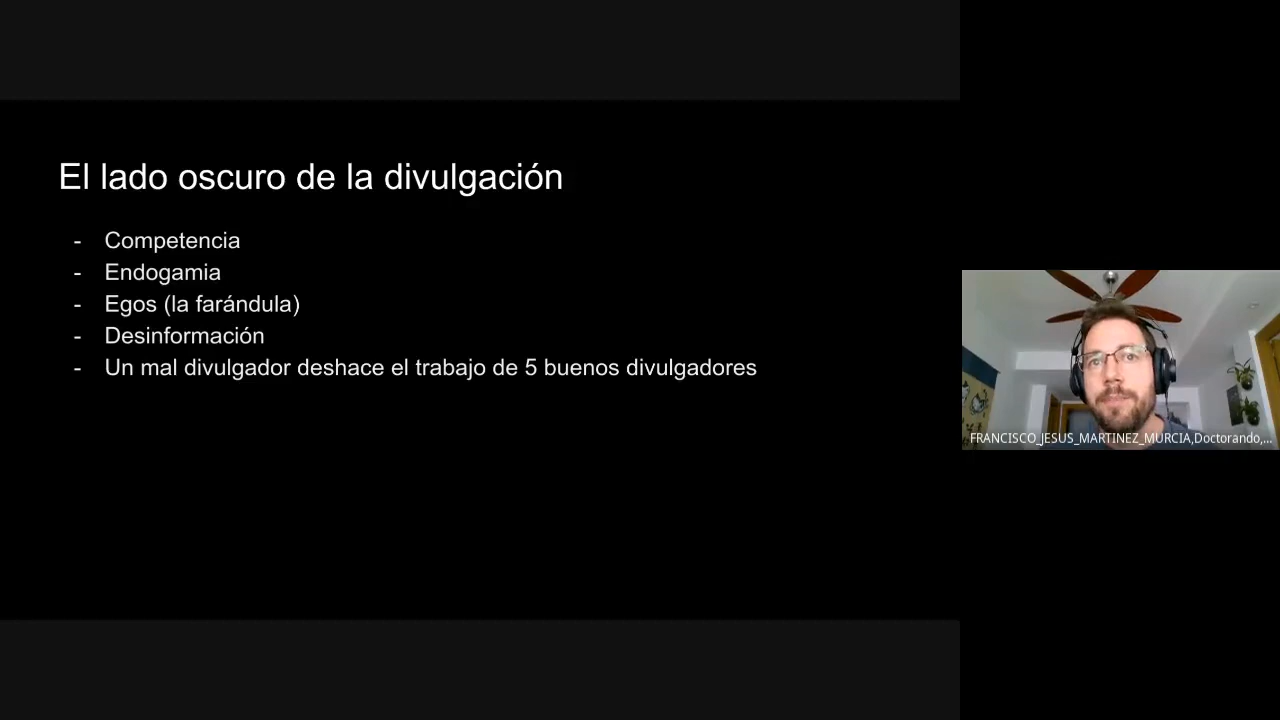 El lado oscuro de la divulgación
- Competencia
- Endogamia
- Egos (la farándula)
- Desinformación
- Un mal divulgador deshace el trabajo de 5 buenos divulgadores
FRANCISCO_JESUS_MARTINEZ_MURCIA,Doctorando,...